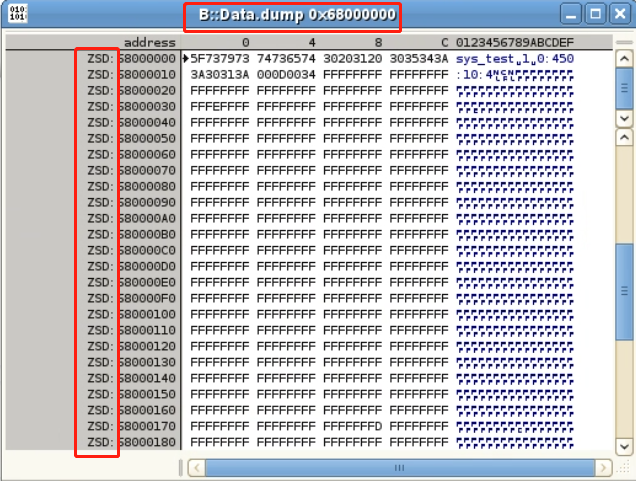 B::Data.dump 0x68000000
address 0 4 8 C 0123456789ABCDEF
ZSD:68000000 5F737973 74736574 30203120 3035343A sys_test 1 0:450
ZSD:68000010 3A30313A 000D0034 FFFFFFFF FFFFFFFF :10:4
ZSD:68000020 FFFFFFFF FFFFFFFF FFFFFFFF FFFFFFFF
ZSD:68000030 FFFEFFFF FFFFFFFF FFFFFFFF FFFFFFFF
ZSD:68000040 FFFFFFFF FFFFFFFF FFFFFFFF FFFFFFFF
ZSD:68000050 FFFFFFFF FFFFFFFF FFFFFFFF FFFFFFFF
ZSD:68000060 FFFFFFFF FFFFFFFF FFFFFFFF FFFFFFFF
ZSD:68000070 FFFFFFFF FFFFFFFF FFFFFFFF FFFFFFFF
ZSD:68000080 FFFFFFFF FFFFFFFF FFFFFFFF FFFFFFFF
ZSD:68000090 FFFFFFFF FFFFFFFF FFFFFFFF FFFFFFFF
ZSD:680000A0 FFFFFFFF FFFFFFFF FFFFFFFF FFFFFFFF
ZSD:680000B0 FFFFFFFF FFFFFFFF FFFFFFFF FFFFFFFF
ZSD:680000C0 FFFFFFFF FFFFFFFF FFFFFFFF FFFFFFFF
ZSD:680000D0 FFFFFFFF FFFFFFFF FFFFFFFF FFFFFFFF
ZSD:680000E0 FFFFFFFF FFFFFFFF FFFFFFFF FFFFFFFF
ZSD:680000F0 FFFFFFFF FFFFFFFF FFFFFFFF FFFFFFFF
ZSD:68000100 FFFFFFFF FFFFFFFF FFFFFFFF FFFFFFFF
ZSD:68000110 FFFFFFFF FFFFFFFF FFFFFFFF FFFFFFFF
ZSD:68000120 FFFFFFFF FFFFFFFF FFFFFFFF FFFFFFFF
ZSD:68000130 FFFFFFFF FFFFFFFF FFFFFFFF FFFFFFFF
ZSD:68000140 FFFFFFFF FFFFFFFF FFFFFFFF FFFFFFFF
ZSD:68000150 FFFFFFFF FFFFFFFF FFFFFFFF FFFFFFFF
ZSD:68000160 FFFFFFFF FFFFFFFF FFFFFFFF FFFFFFFF
ZSD:68000170 FFFFFFFF FFFFFFFF FFFFFFFD FFFFFFFF
ZSD:68000180 FFFFFFFF FFFFFFFF FFFFFFFF FFFFFFFF